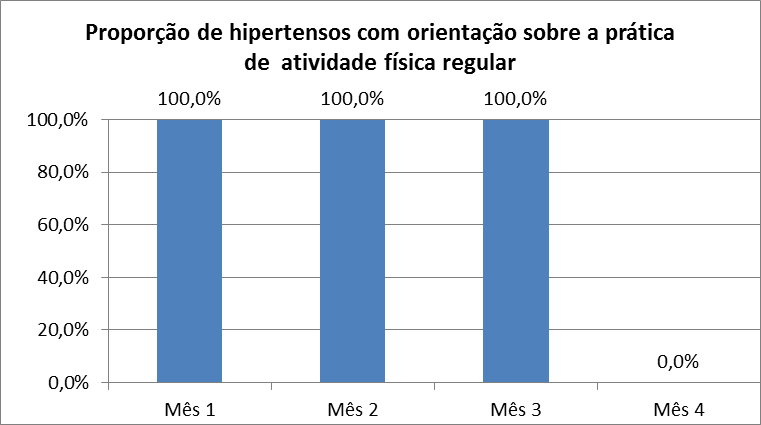 Proporção de hipertensos com orientação sobre a prática
de  atividade física regular
100,0%
100,0%
100,0%
0,0%
100,0%
80,0%
60,0%
40,0%
20,0%
0,0%
Mês 1
Mês 2
Mês 3
Mês 4